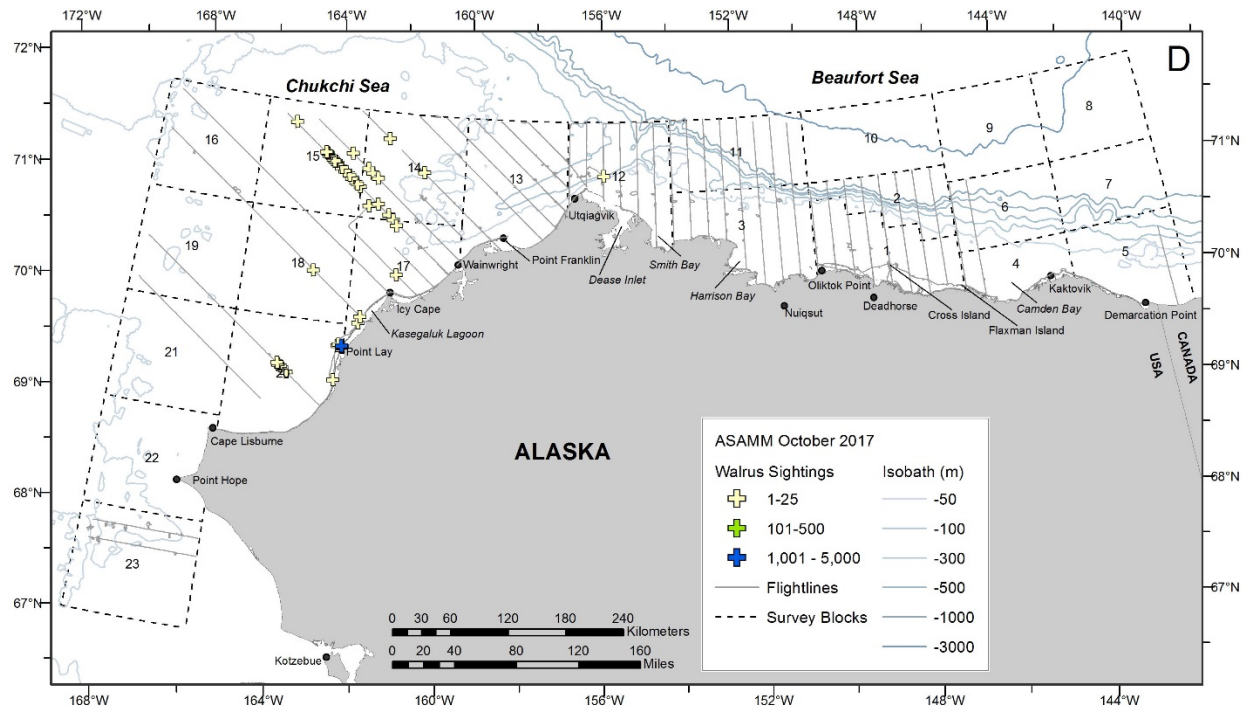 172°W 168°W 164°W 160°W 156°W 152°W 148°W 144°W 140°W
72°N
D
Chukchi Sea
Beaufort Sea
8
16
10
9
71°N
71°N
15
14
11
13
12
7
2
6
Utqiaġvik
19
18
3
1
5
70°N
70°N
17
Wainwright
Point Franklin
Dease Inlet
Smith Bay
Harrison Bay
4
Oliktok Point
Kaktovik
Icy Cape
Nuiqsut
Deadhorse
Cross Island
Camden Bay
Flaxman Island
Demarcation Point
Kasegaluk Lagoon
21
Point Lay
69°N
69°N
USA
CANADA
Cape Lisburne
ALASKA
22
Point Hope
68°N
68°N
23
67°N
67°N
Kotzebue
ASAMM October 2017
Walrus Sightings
1-25
101-500
1,001 - 5,000
Flightlines
Survey Blocks
Isobath (m)
-50
-100
-300
-500
-1000
-3000
0 30 60 120 180 240
Kilometers
0 20 40 80 120 160
Miles
168°W 164°W 160°W 156°W 152°W 148°W 144°W